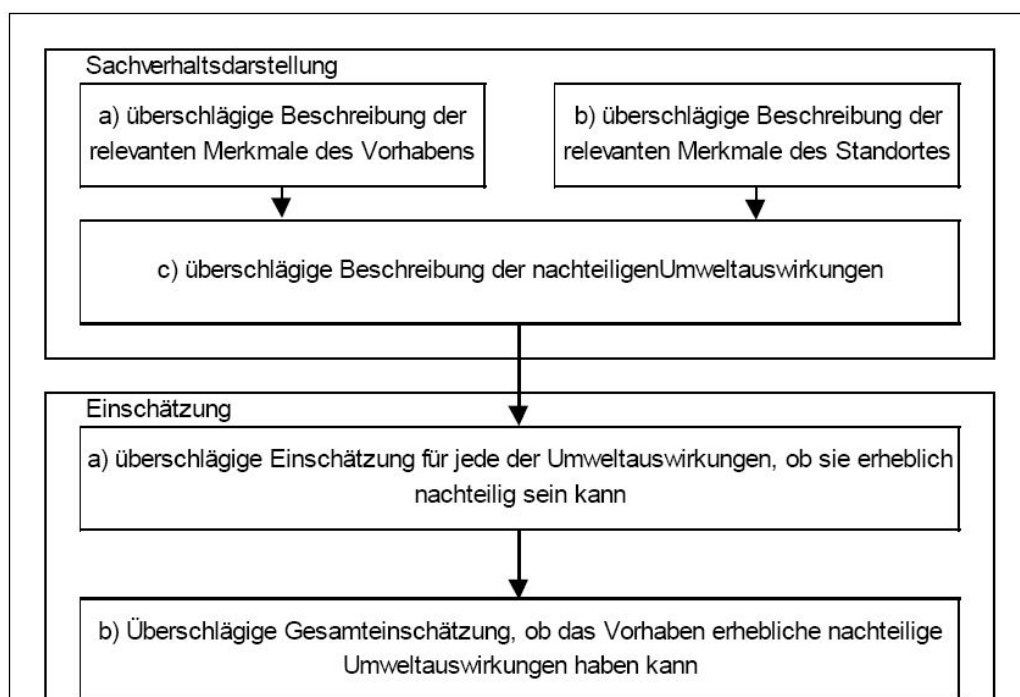 Sachverhaltsdarstellung
a) überschlägige Beschreibung der
relevanten Merkmale des Vorhabens
b) überschlägige Beschreibung der
relevanten Merkmale des Standortes
c) überschlägige Beschreibung der nachteiligenUmweltauswirkungen
Einschätzung
a) überschlägige Einschätzung für jede der Umweltauswirkungen, ob sie erheblich
nachteilig sein kann
b) Überschlägige Gesamteinschätzung, ob das Vorhaben erhebliche nachteilige
Umweltauswirkungen haben kann